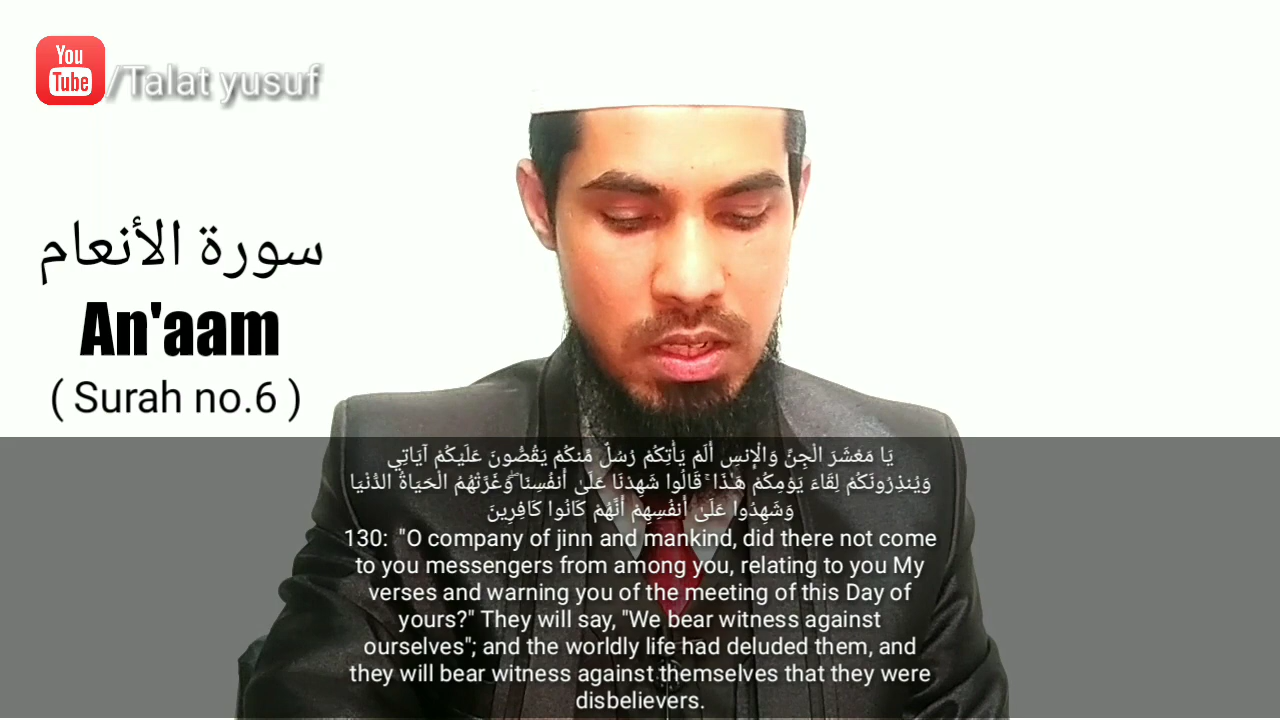 You
Tube
/Talat yusuf
سورة الأنعام
An'aam
( Surah no.6 )
يَا مَعْشَرَ الْجِنِّ وَالْإِنسِ أَلَمْ يَأْتِكُمْ رُسُلٌ مِّنكُمْ يَقُصُّونَ عَلَيْكُمْ آيَاتِي
وَيُنذِرُونَكُمْ لِقَاءَ يَوْمِكُمْ هَـٰذَا ۚ قَالُوا شَهِدْنَا عَلَىٰ أَنفُسِنَا ۖ وَغَرَّتْهُمُ الْحَيَاةُ الدُّنْيَا
وَشَهِدُوا عَلَىٰ أَنفُسِهِمْ أَنَّهُمْ كَانُوا كَافِرِينَ
130: "O company of jinn and mankind, did there not come
to you messengers from among you, relating to you My
verses and warning you of the meeting of this Day of
yours?" They will say, "We bear witness against
ourselves"; and the worldly life had deluded them, and
they will bear witness against themselves that they were
disbelievers.